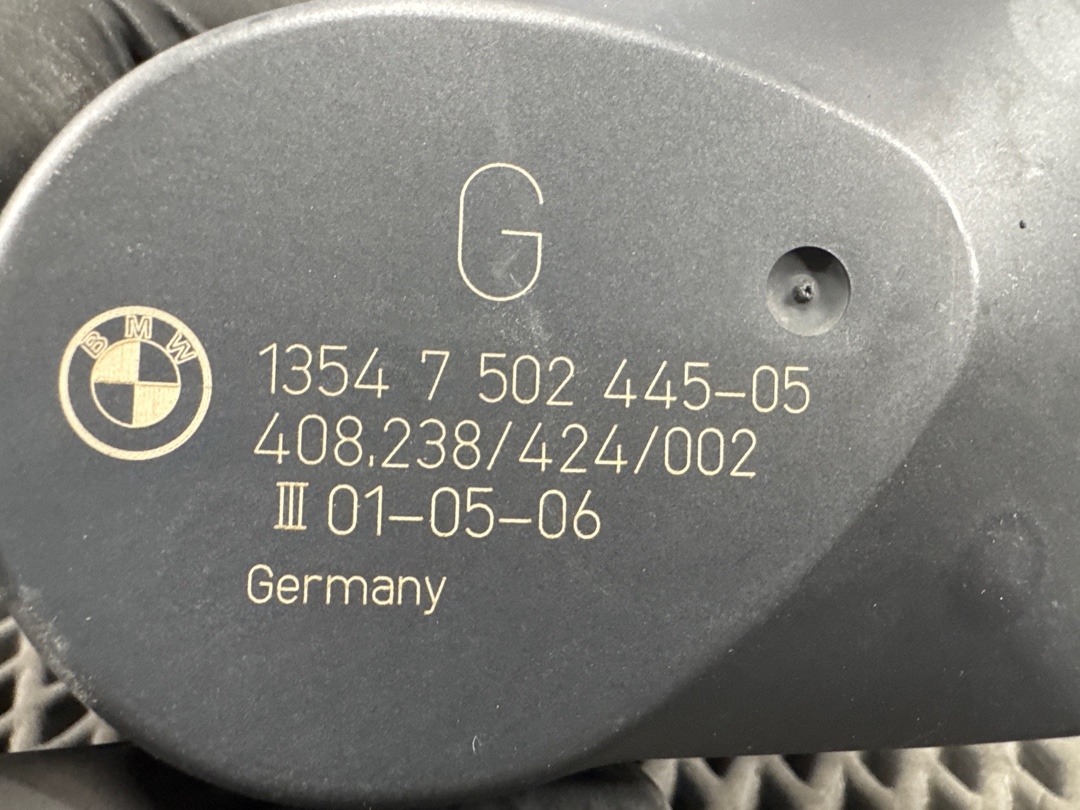 G
BMW
1354 7 502 445-05
408.238/424/002
III 01-05-06
Germany